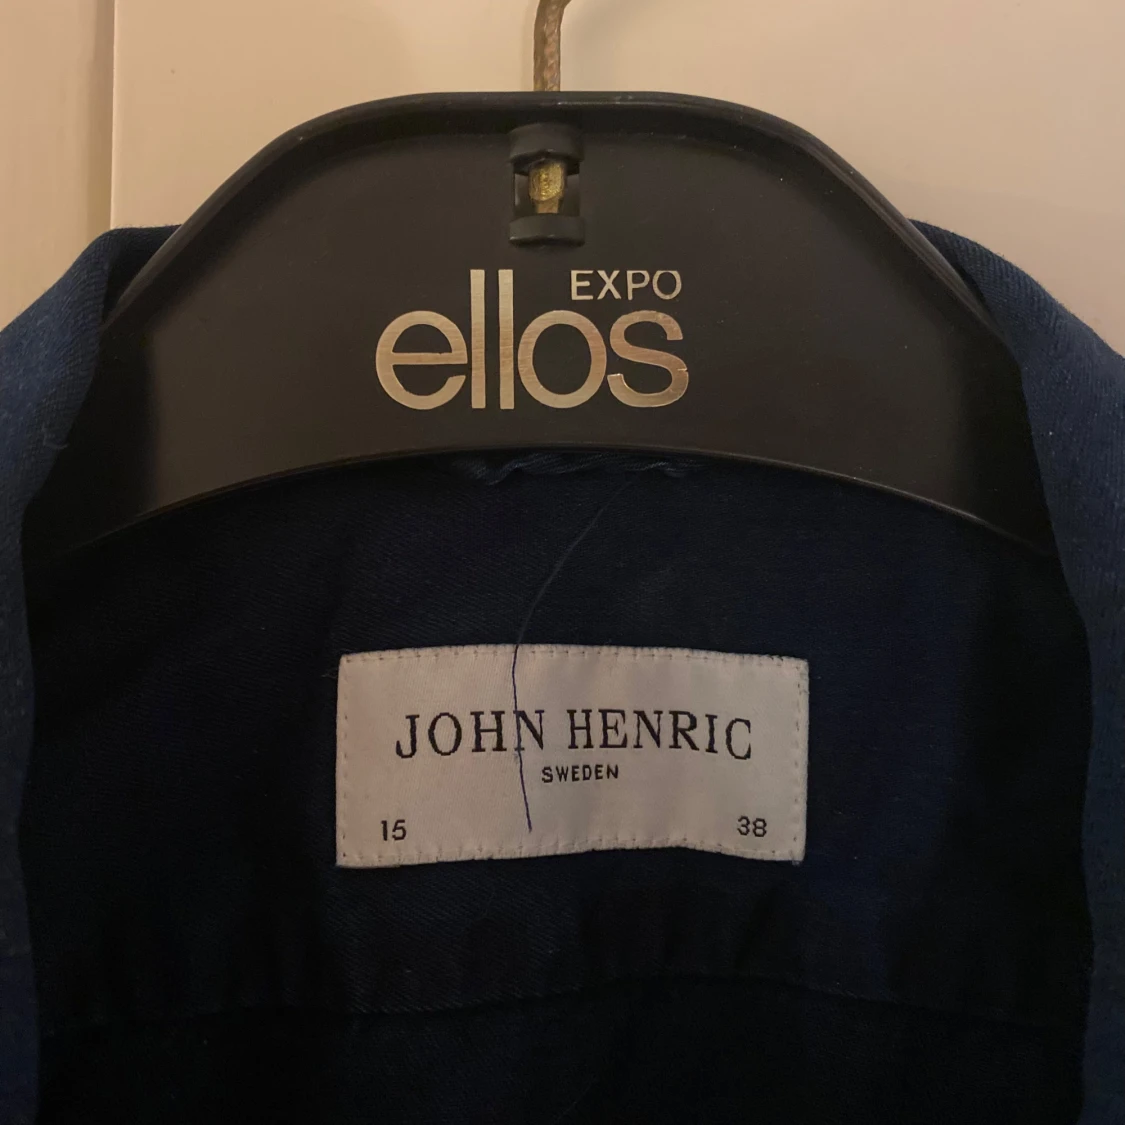 EXPO
ellos
JOHN HENRIC
SWEDEN
15 38